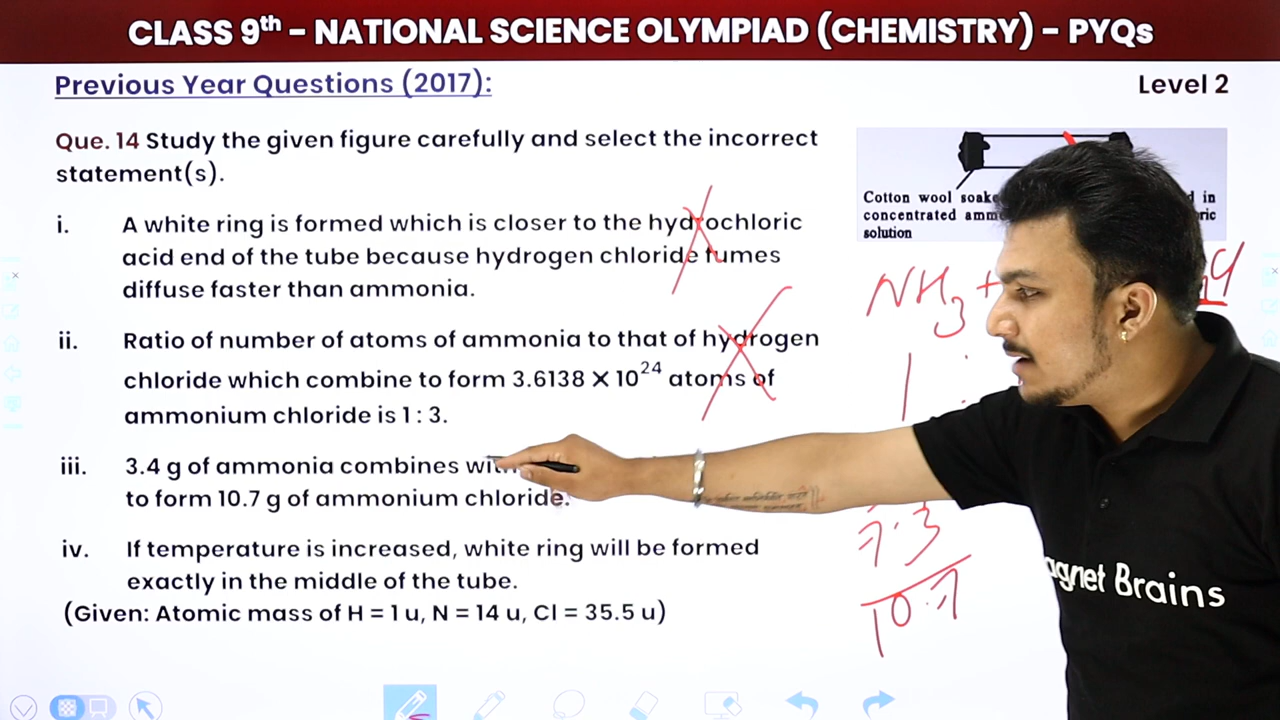 CLASS 9th – NATIONAL SCIENCE OLYMPIAD (CHEMISTRY) – PYQs
Previous Year Questions (2017):
Level 2
Que. 14 Study the given figure carefully and select the incorrect
statement(s).
i. A white ring is formed which is closer to the hydrochloric
acid end of the tube because hydrogen chloride fumes
diffuse faster than ammonia.
ii. Ratio of number of atoms of ammonia to that of hydrogen
chloride which combine to form 3.6138 × 10²⁴ atoms of
ammonium chloride is 1 : 3.
iii. 3.4 g of ammonia combines
to form 10.7 g of ammonium chloride.
iv. If temperature is increased, white ring will be formed
exactly in the middle of the tube.
(Given: Atomic mass of H = 1 u, N = 14 u, Cl = 35.5 u)
Cotton wool in
concentrated
solution
NH₃ +
1 :
7.3
10.7
agnet Brains